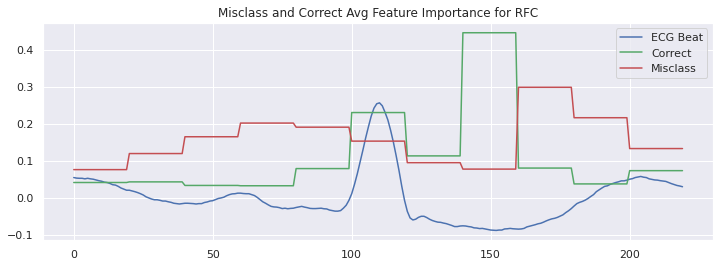 Misclass and Correct Avg Feature Importance for RFC
ECG Beat
Correct
Misclass
0.4
0.3
0.2
0.1
0.0
−0.1
0
50
100
150
200